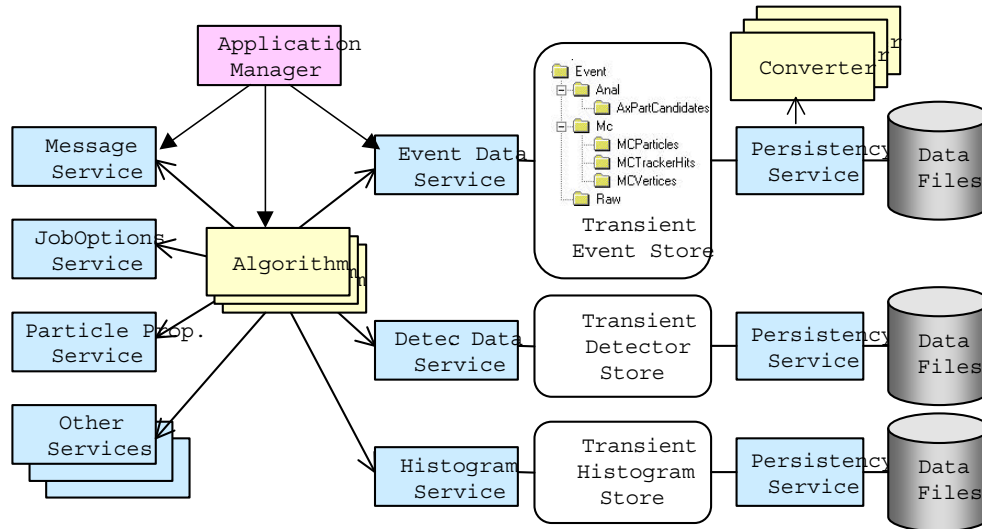 Application
Manager
Converter
r
r
Event
Anal
AxPartCandidates
Mc
MCParticles
MCTrackerHits
MCVertices
Raw
Transient
Event Store
Message
Service
Event Data
Service
Persistency
Service
Data
Files
JobOptions
Service
Algorithm
m
m
Particle Prop.
Service
Detec Data
Service
Transient
Detector
Store
Persistency
Service
Data
Files
Other
Services
Histogram
Service
Transient
Histogram
Store
Persistency
Service
Data
Files